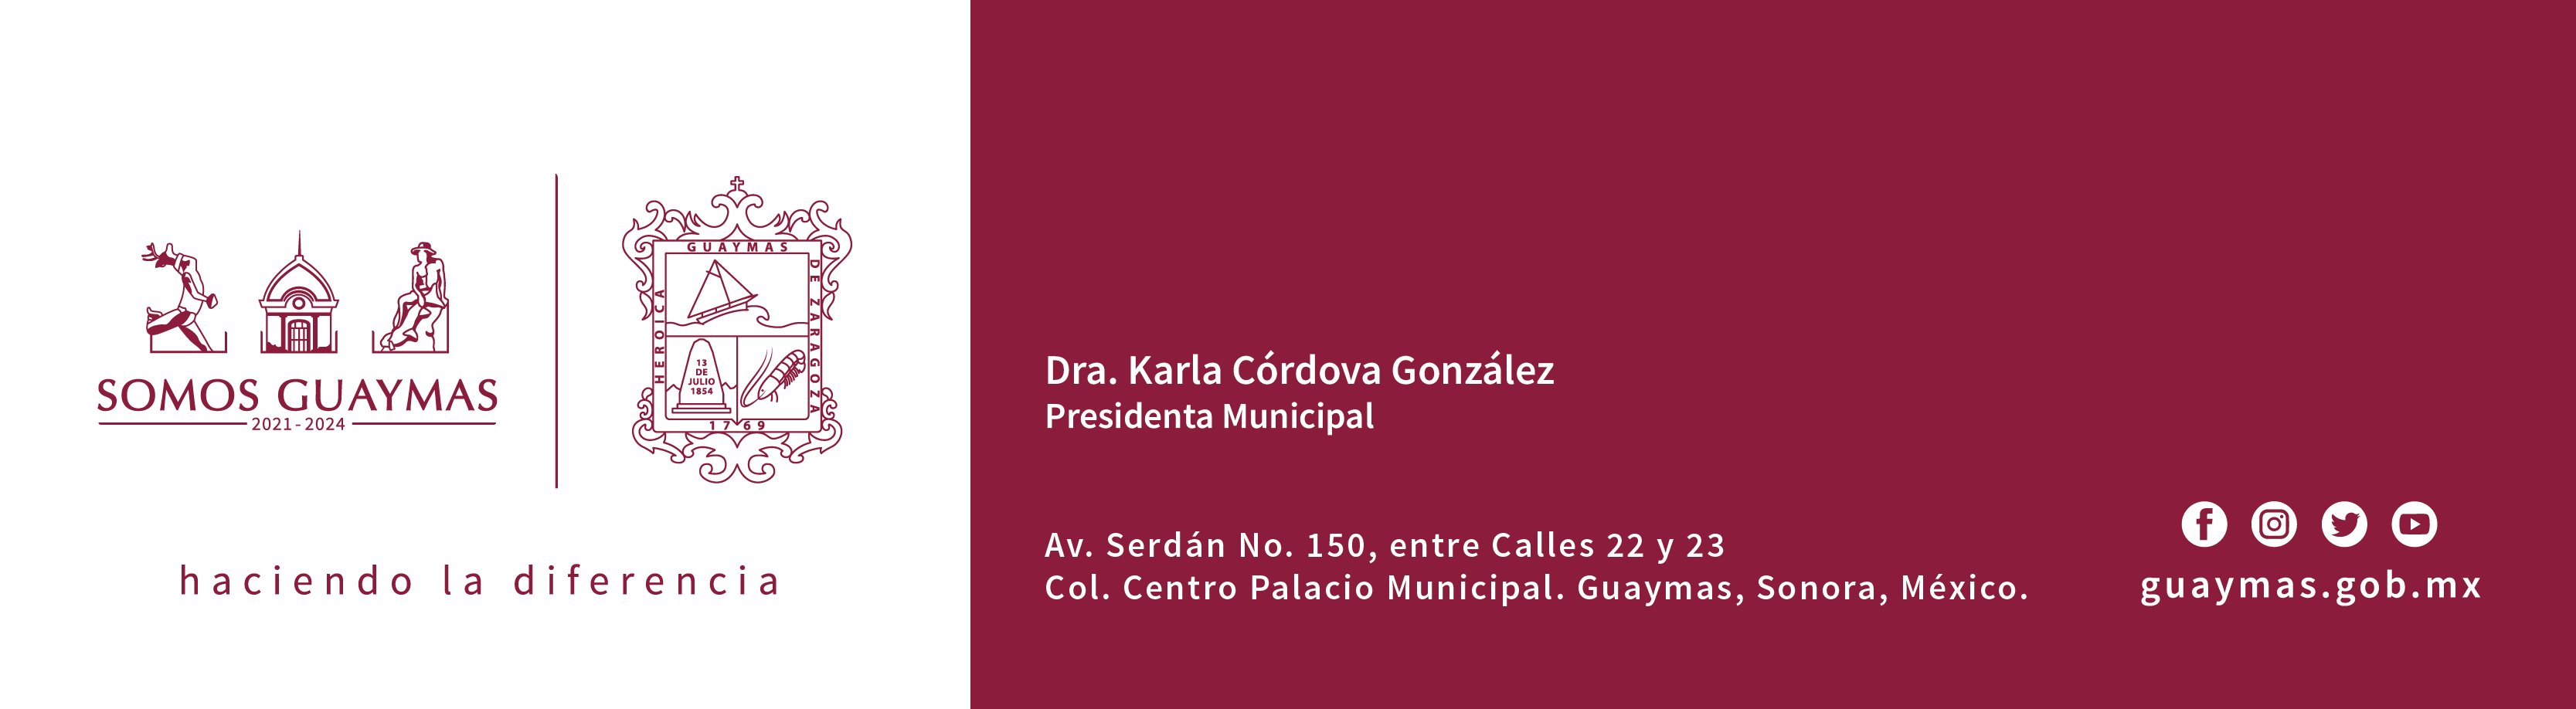 SOMOS GUAYMAS
2021-2024
GUAYMAS
HEROICA
DE ZARAGOZA
13
DE
JULIO
1854
1769
haciendo la diferencia
Dra. Karla Córdova González
Presidenta Municipal
Av. Serdán No. 150, entre Calles 22 y 23
Col. Centro Palacio Municipal. Guaymas, Sonora, México.
guaymas.gob.mx